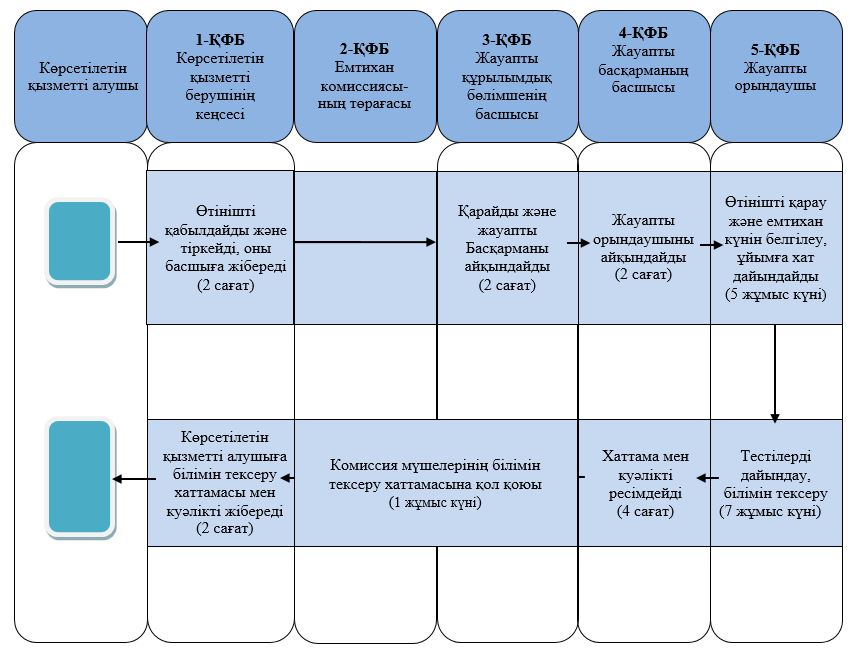 Көрсетілетін
қызметті алушы
1-ҚФБ
Көрсетілетін
қызметті
берушінің
кеңсесі
2-ҚФБ
Емтихан
комиссиясы-
ның төрағасы
3-ҚФБ
Жауапты
құрылымдық
бөлімшенің
басшысы
4-ҚФБ
Жауапты
басқарманың
басшысы
5-ҚФБ
Жауапты
орындаушы
Өтінішті
қабылдайды және
тіркейді, оны
басшыға жібереді
(2 сағат)
Қарайды және
жауапты
Басқарманы
айқындайды
(2 сағат)
Жауапты
орындаушыны
айқындайды
(2 сағат)
Өтінішті қарау
және емтихан
күнін белгілеу,
ұйымға хат
дайындайды
(5 жұмыс күні)
Көрсетілетін
қызметті алушыға
білімін тексеру
хаттамасы мен
куәлікті жібереді
(2 сағат)
Комиссия мүшелерінің білімін
тексеру хаттамасына қол қоюы
(1 жұмыс күні)
Хаттама мен
куәлікті
ресімдейді
(4 сағат)
Тестілерді
дайындау,
білімін тексеру
(7 жұмыс күні)